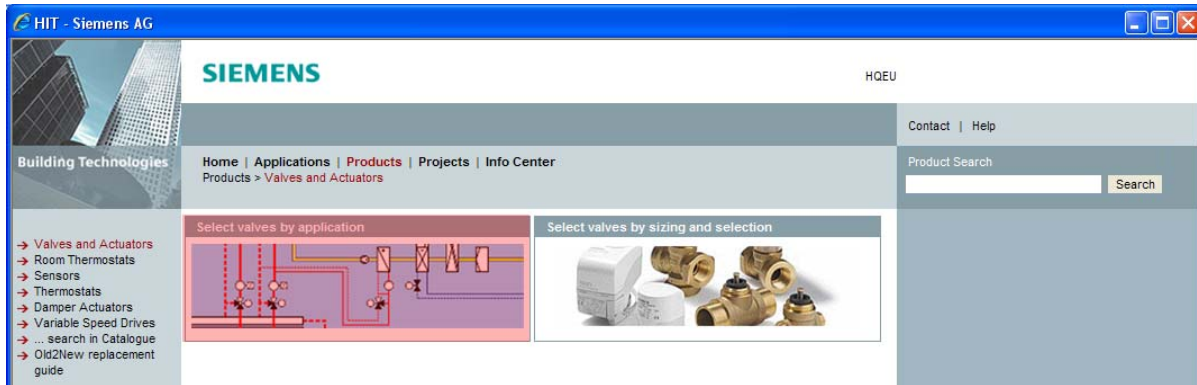 HIT - Siemens AG
SIEMENS
HQEU
Contact | Help
Building Technologies
Home | Applications | Products | Projects | Info Center
Products > Valves and Actuators
Product Search
Search
Select valves by application
Select valves by sizing and selection
Valves and Actuators
Room Thermostats
Sensors
Thermostats
Damper Actuators
Variable Speed Drives
... search in Catalogue
Old2New replacement
guide